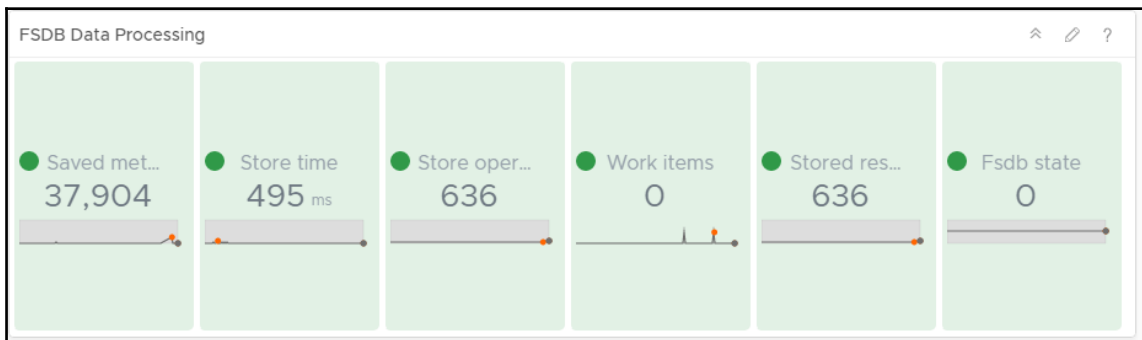 FSDB Data Processing ?
Saved met...
37,904
Store time
495 ms
Store oper...
636
Work items
0
Stored res...
636
Fsdb state
0